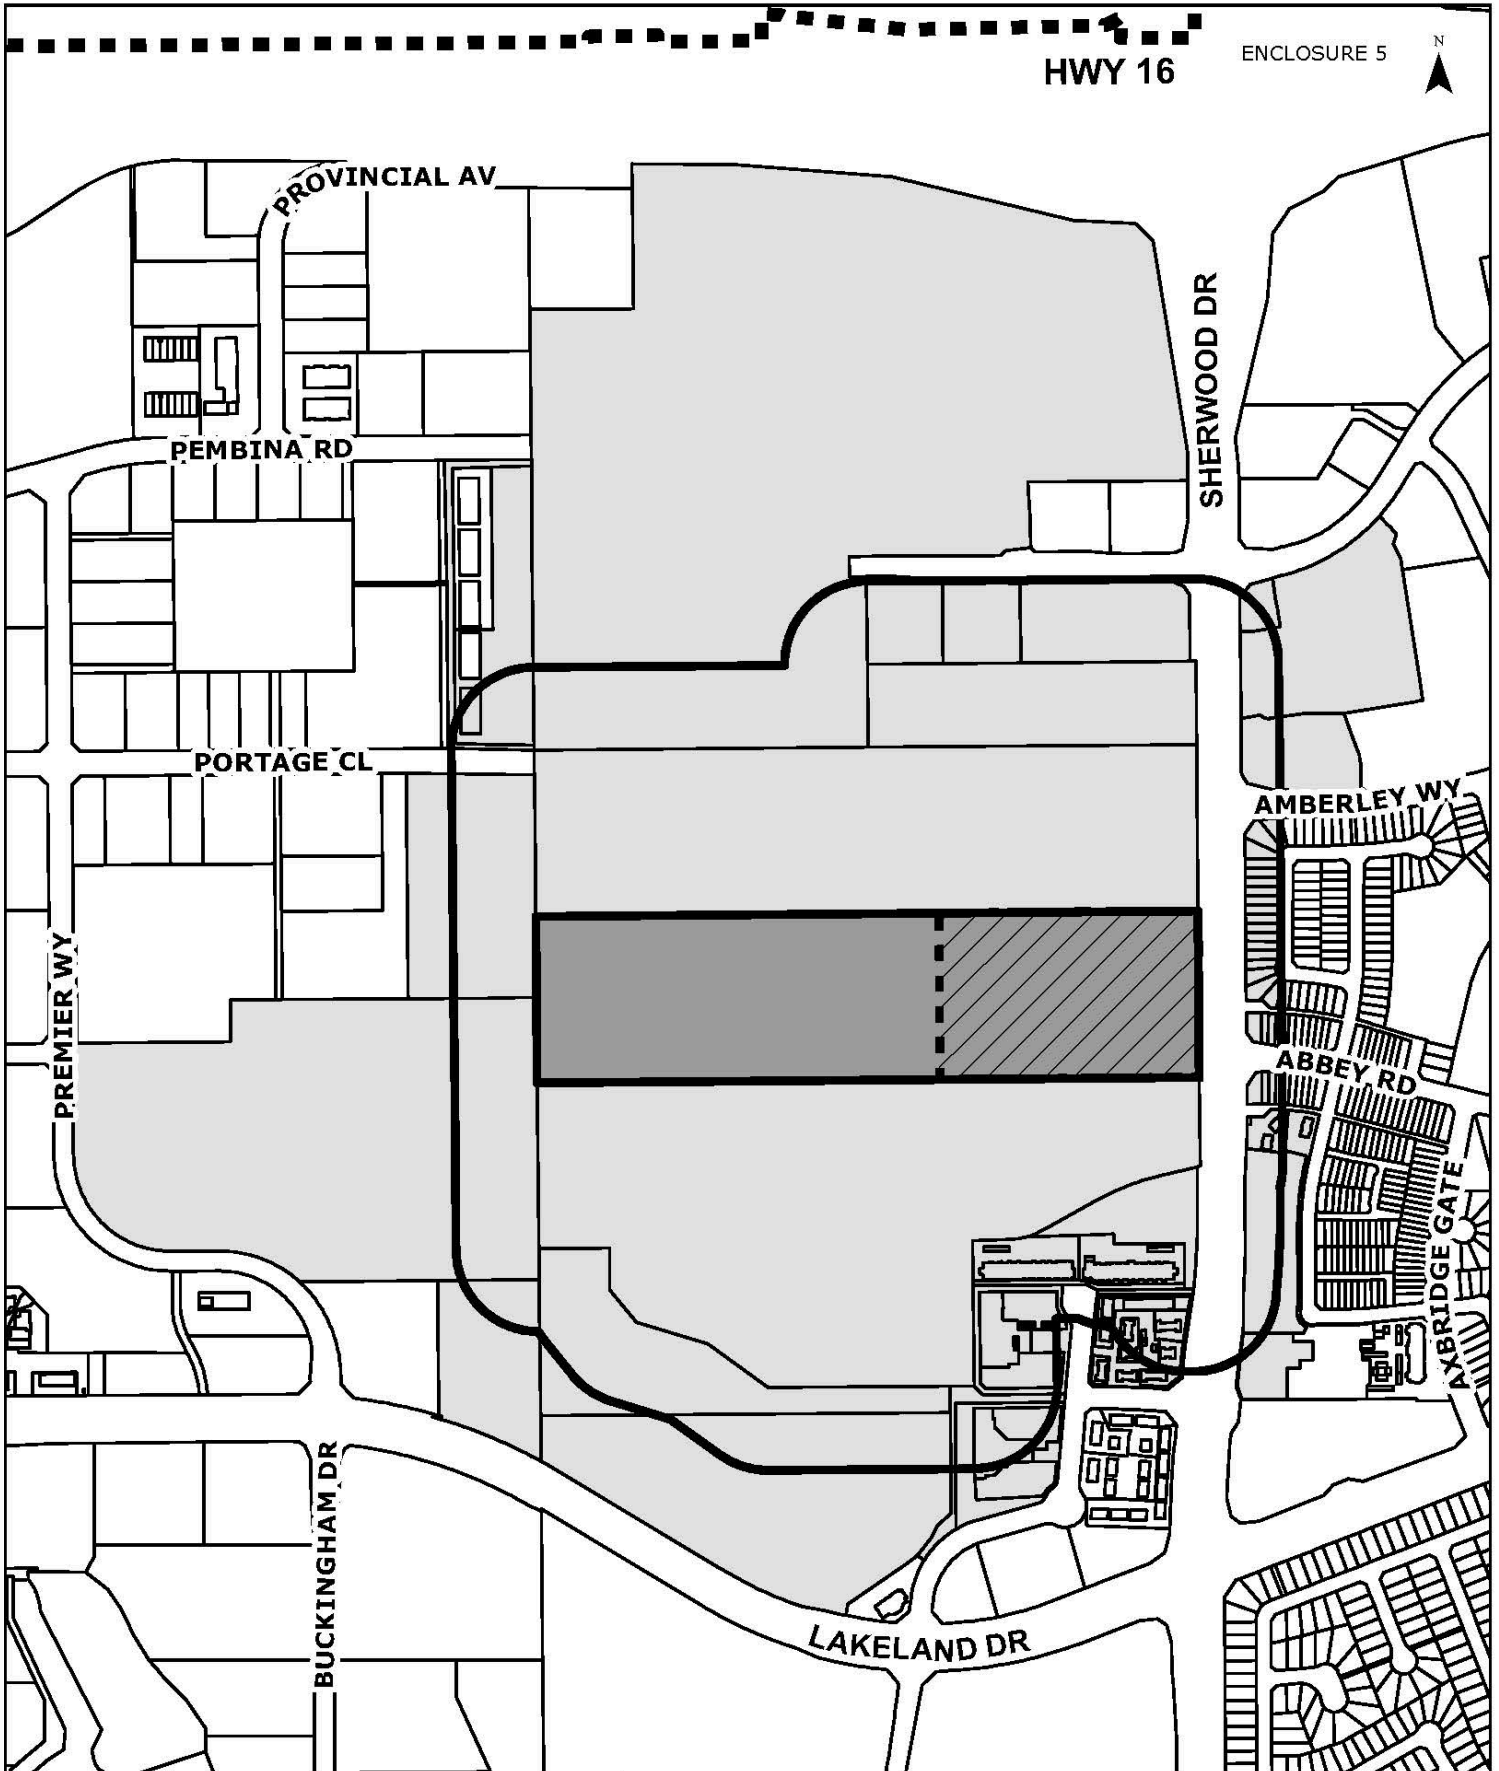 ENCLOSURE 5
N
HWY 16
PROVINCIAL AV
SHERWOOD DR
PEMBINA RD
PORTAGE CL
AMBERLEY WY
PREMIER WY
ABBEY RD
AXBRIDGE GATE
BUCKINGHAM DR
LAKELAND DR